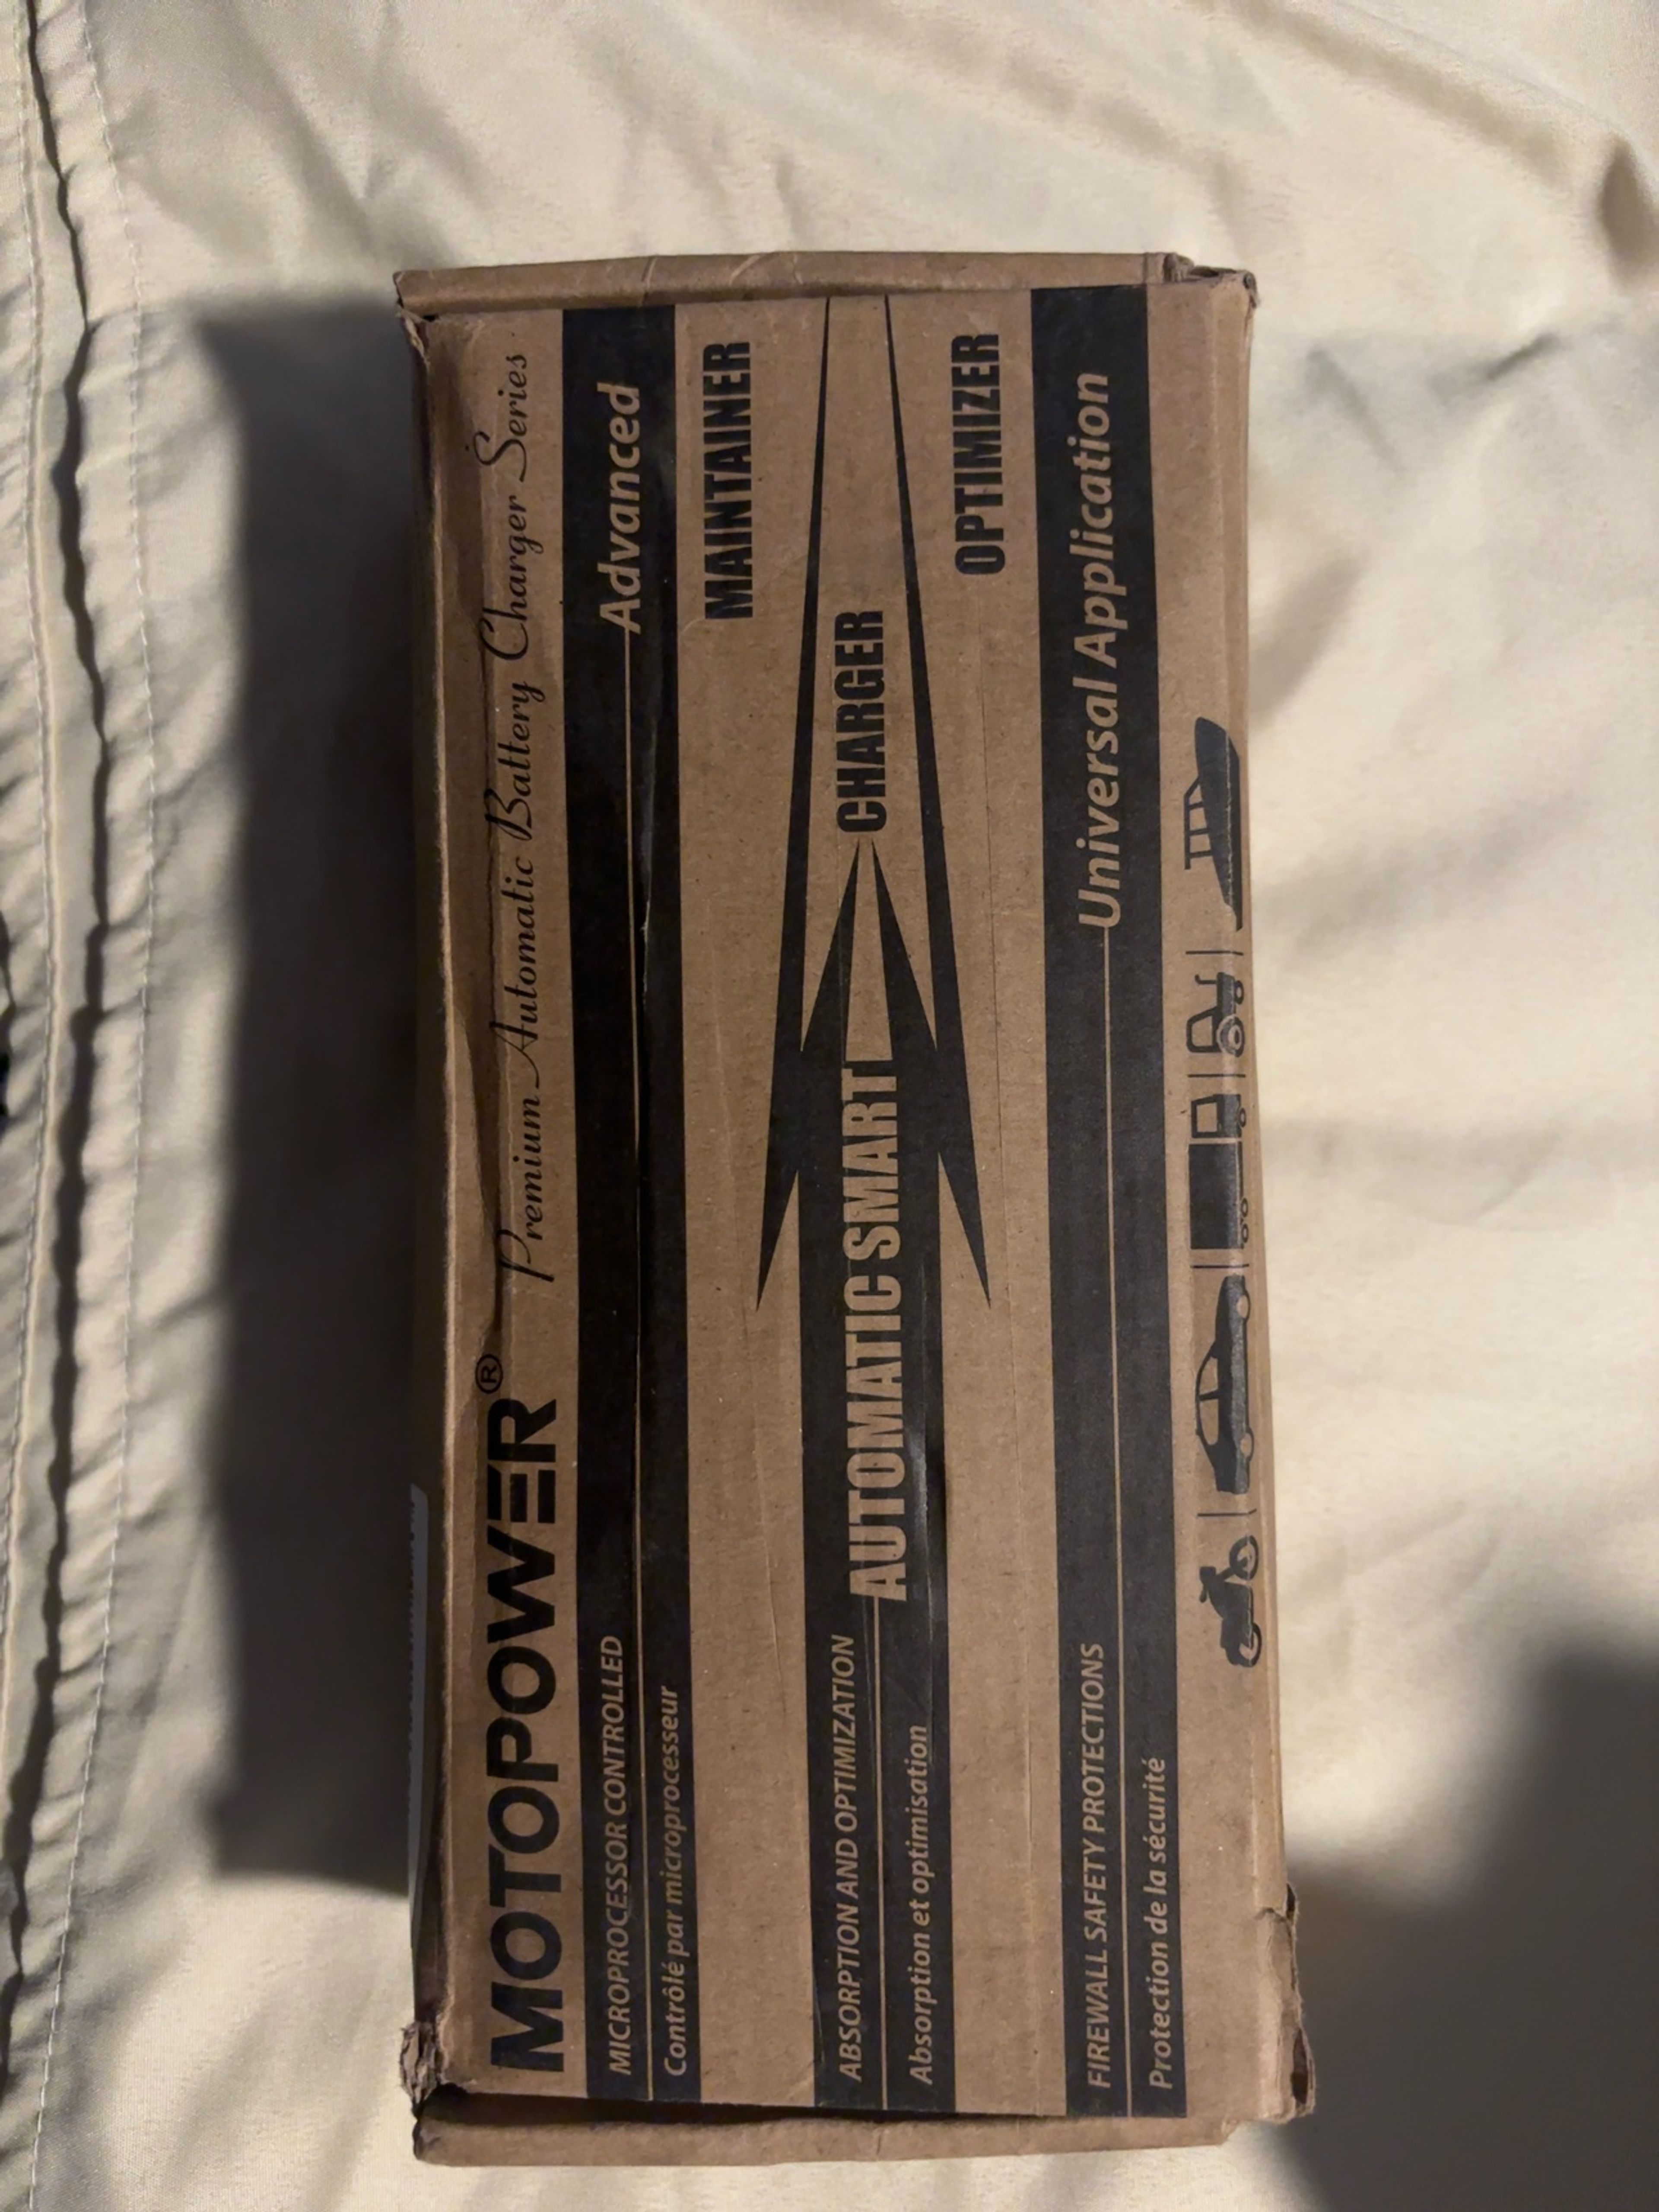 MOTOPOWER® Premium Automatic Battery Charger Series
MICROPROCESSOR CONTROLLED
Advanced
Contrôlé par microprocesseur
MAINTAINER
ABSORPTION AND OPTIMIZATION
AUTOMATIC SMART
CHARGER
Absorption et optimisation
OPTIMIZER
FIREWALL SAFETY PROTECTIONS
Universal Application
Protection de la sécurité